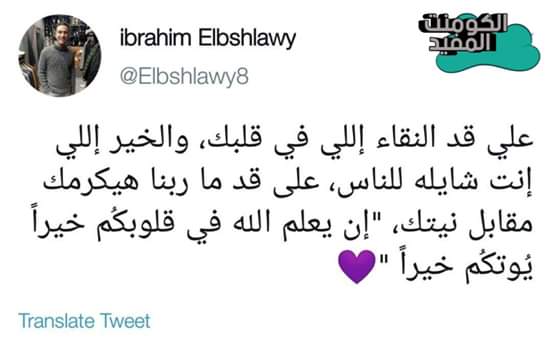 ibrahim Elbshlawy
@Elbshlawy8
الكومنت
المفيد
علي قد النقاء إللي في قلبك، والخير إللي
إنت شايله للناس، على قد ما ربنا هيكرمك
مقابل نيتك، "إن يعلم الله في قلوبكُم خيراً
يُوتكُم خيراً "💜
Translate Tweet